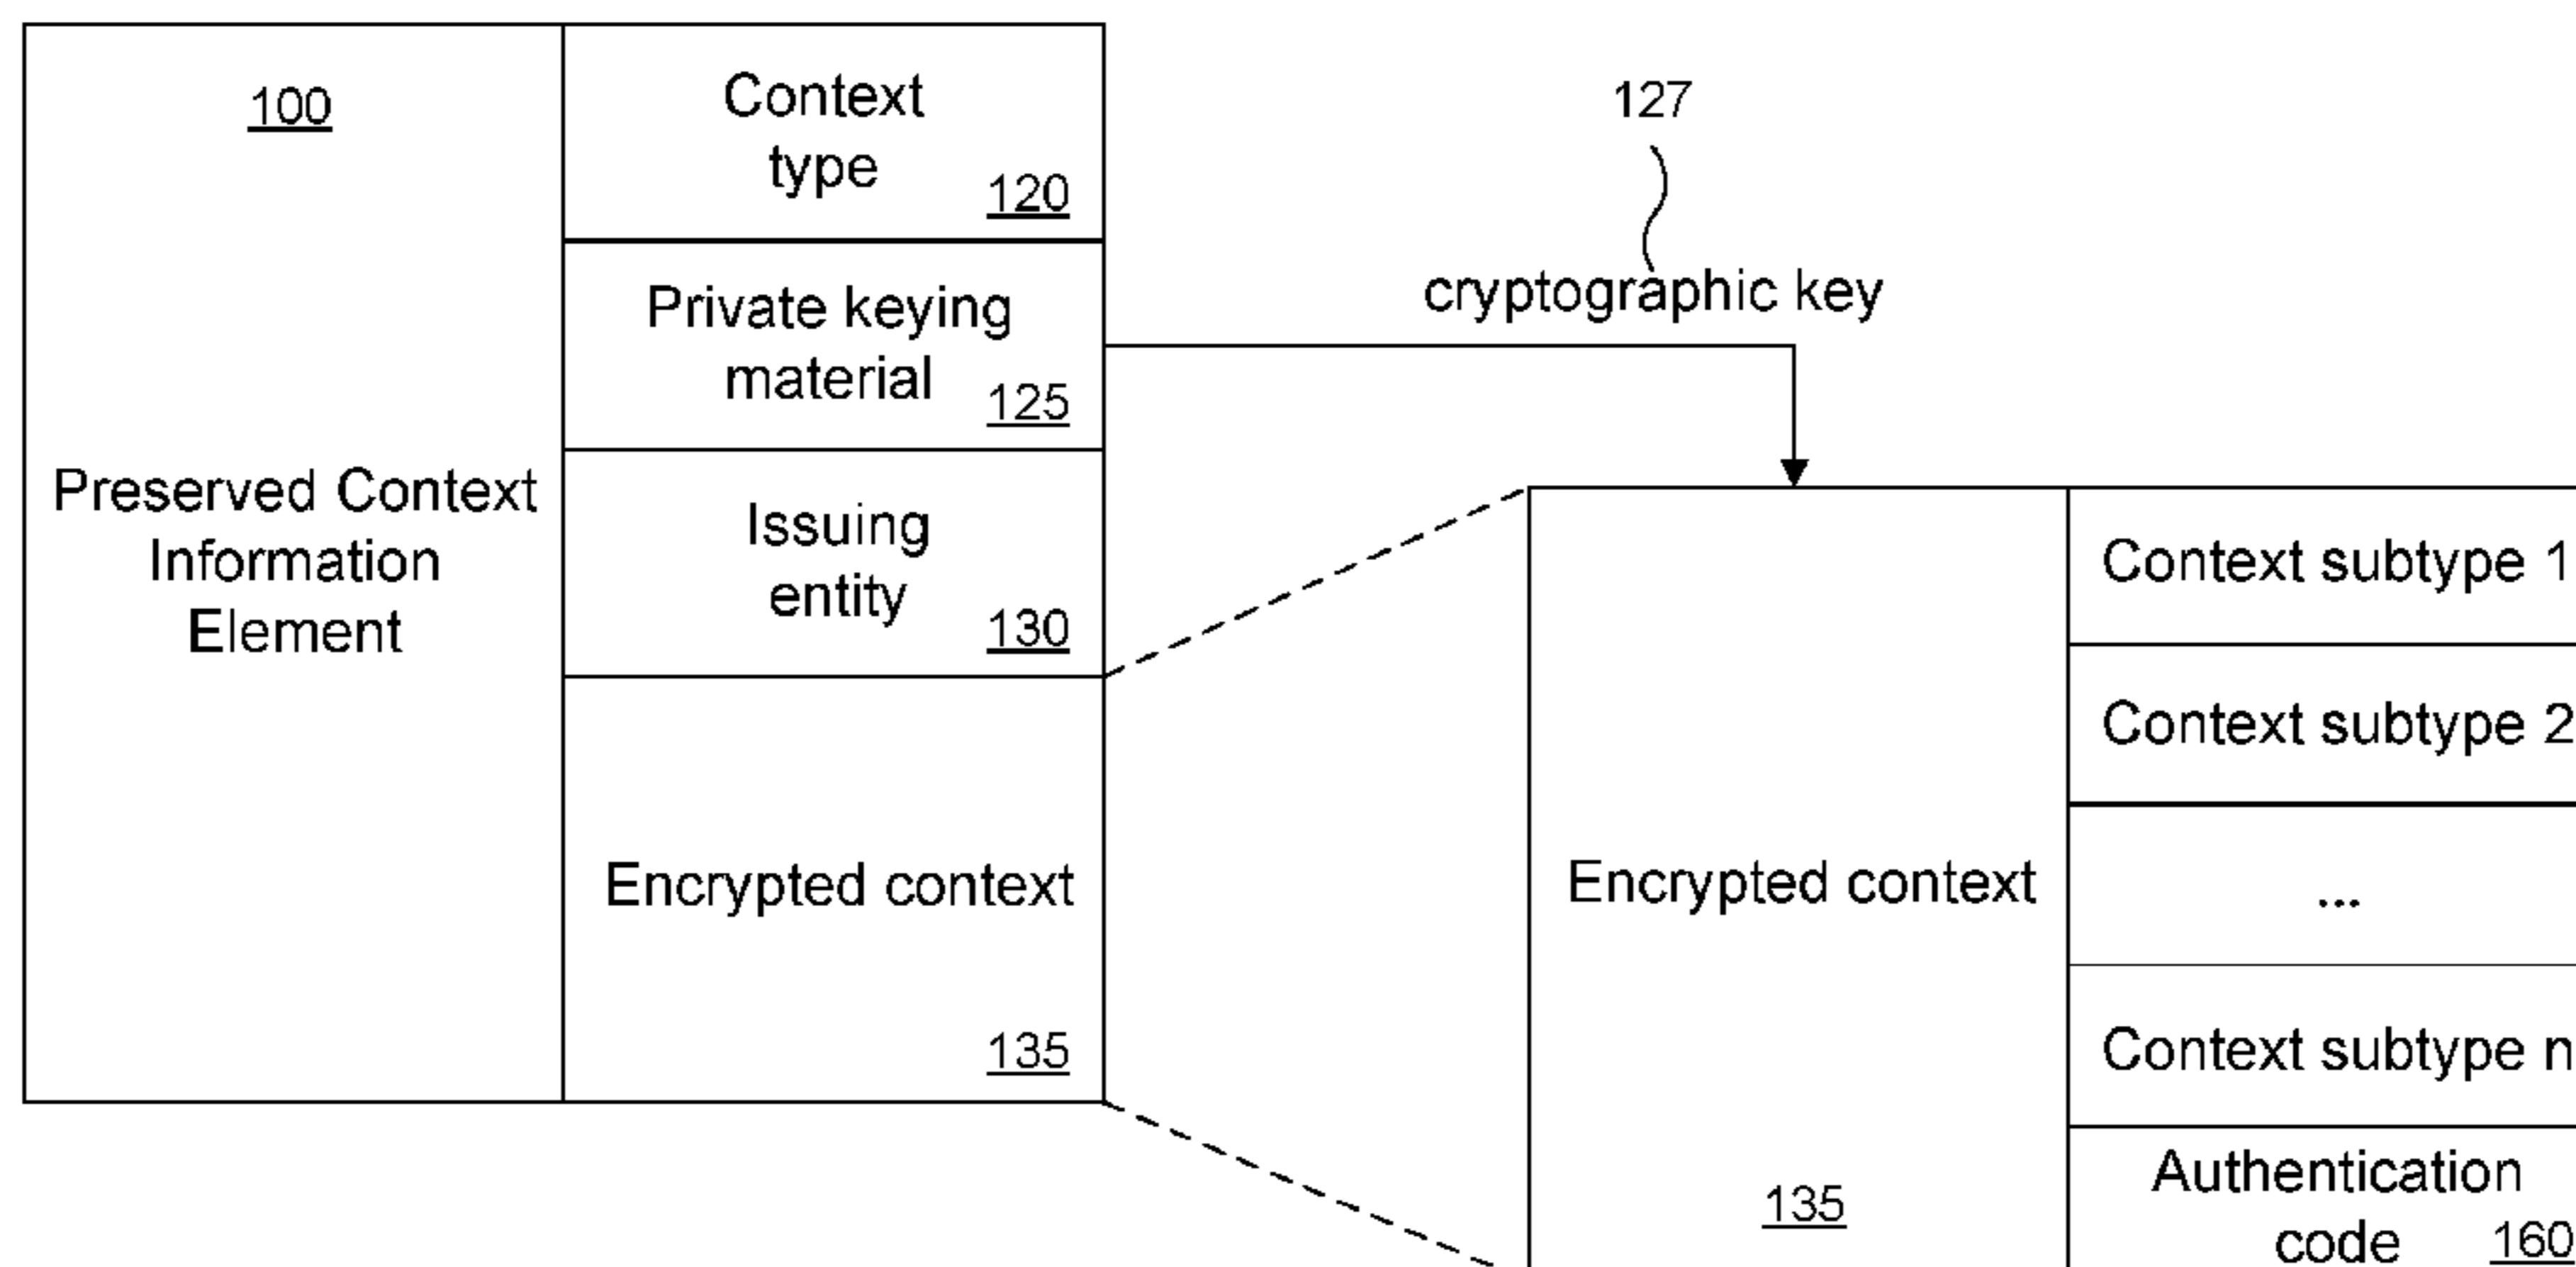 100
Preserved Context
Information
Element
Context
type
120
Private keying
material
125
Issuing
entity
130
Encrypted context
135
127
cryptographic key
Encrypted context
135
Context subtype 1
Context subtype 2
...
Context subtype n
Authentication
code 160